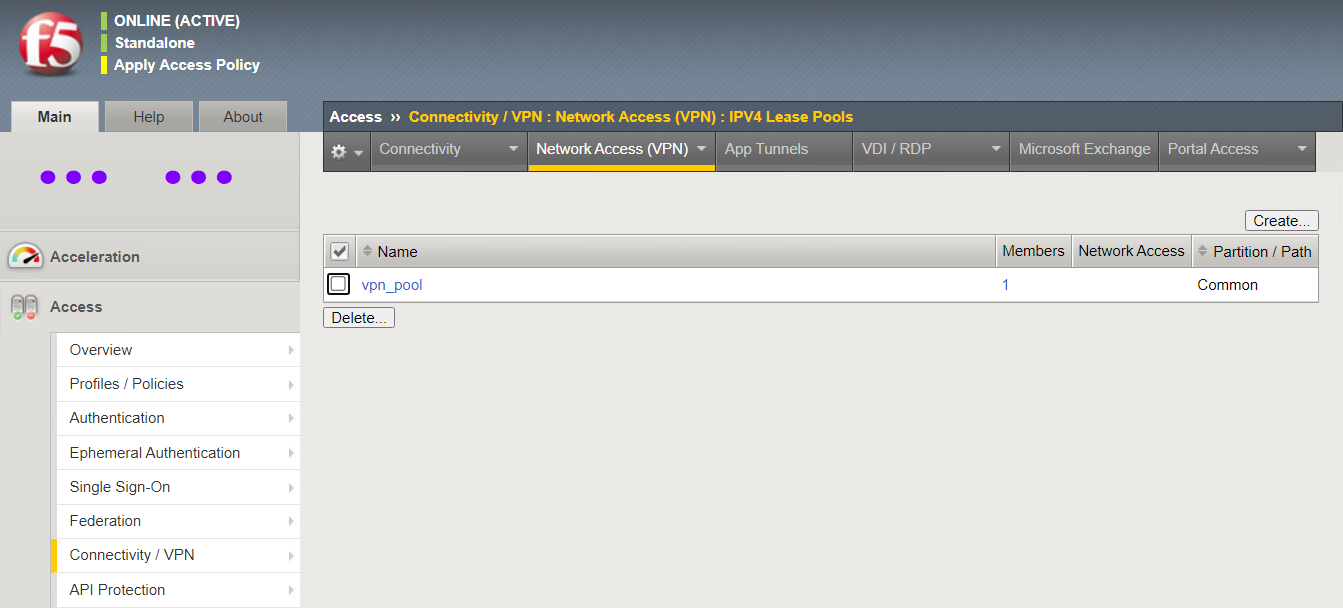 f5
ONLINE (ACTIVE)
Standalone
Apply Access Policy
Main
Help
About
Access ›› Connectivity / VPN : Network Access (VPN) : IPV4 Lease Pools
Connectivity
Network Access (VPN)
App Tunnels
VDI / RDP
Microsoft Exchange
Portal Access
Create...
Name
Members
Network Access
Partition / Path
vpn_pool
1
Common
Delete...
Acceleration
Access
Overview
Profiles / Policies
Authentication
Ephemeral Authentication
Single Sign-On
Federation
Connectivity / VPN
API Protection